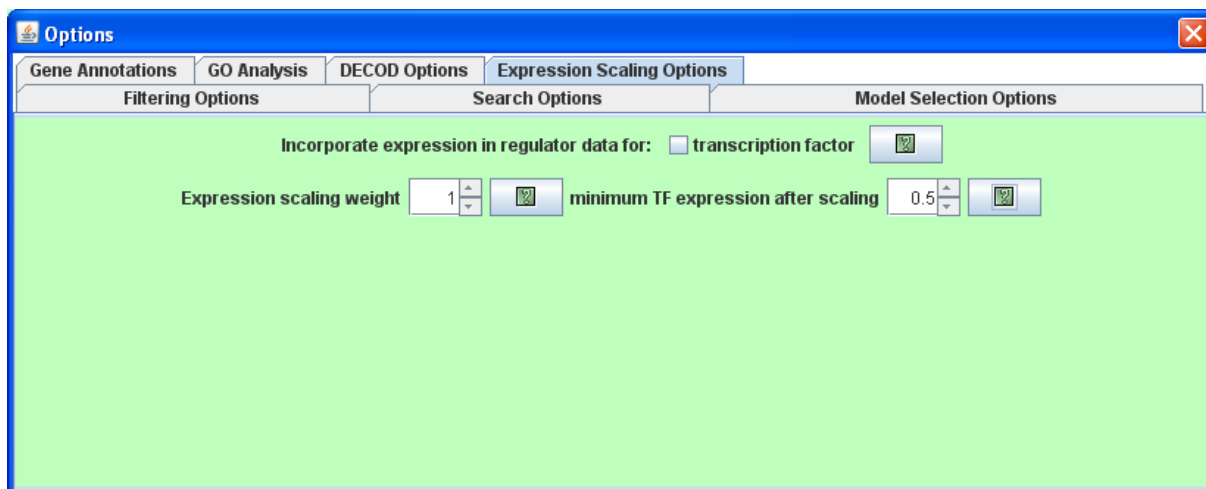 Options
Gene Annotations GO Analysis DECOD Options Expression Scaling Options
Filtering Options Search Options Model Selection Options
Incorporate expression in regulator data for: transcription factor
Expression scaling weight 1 minimum TF expression after scaling 0.5